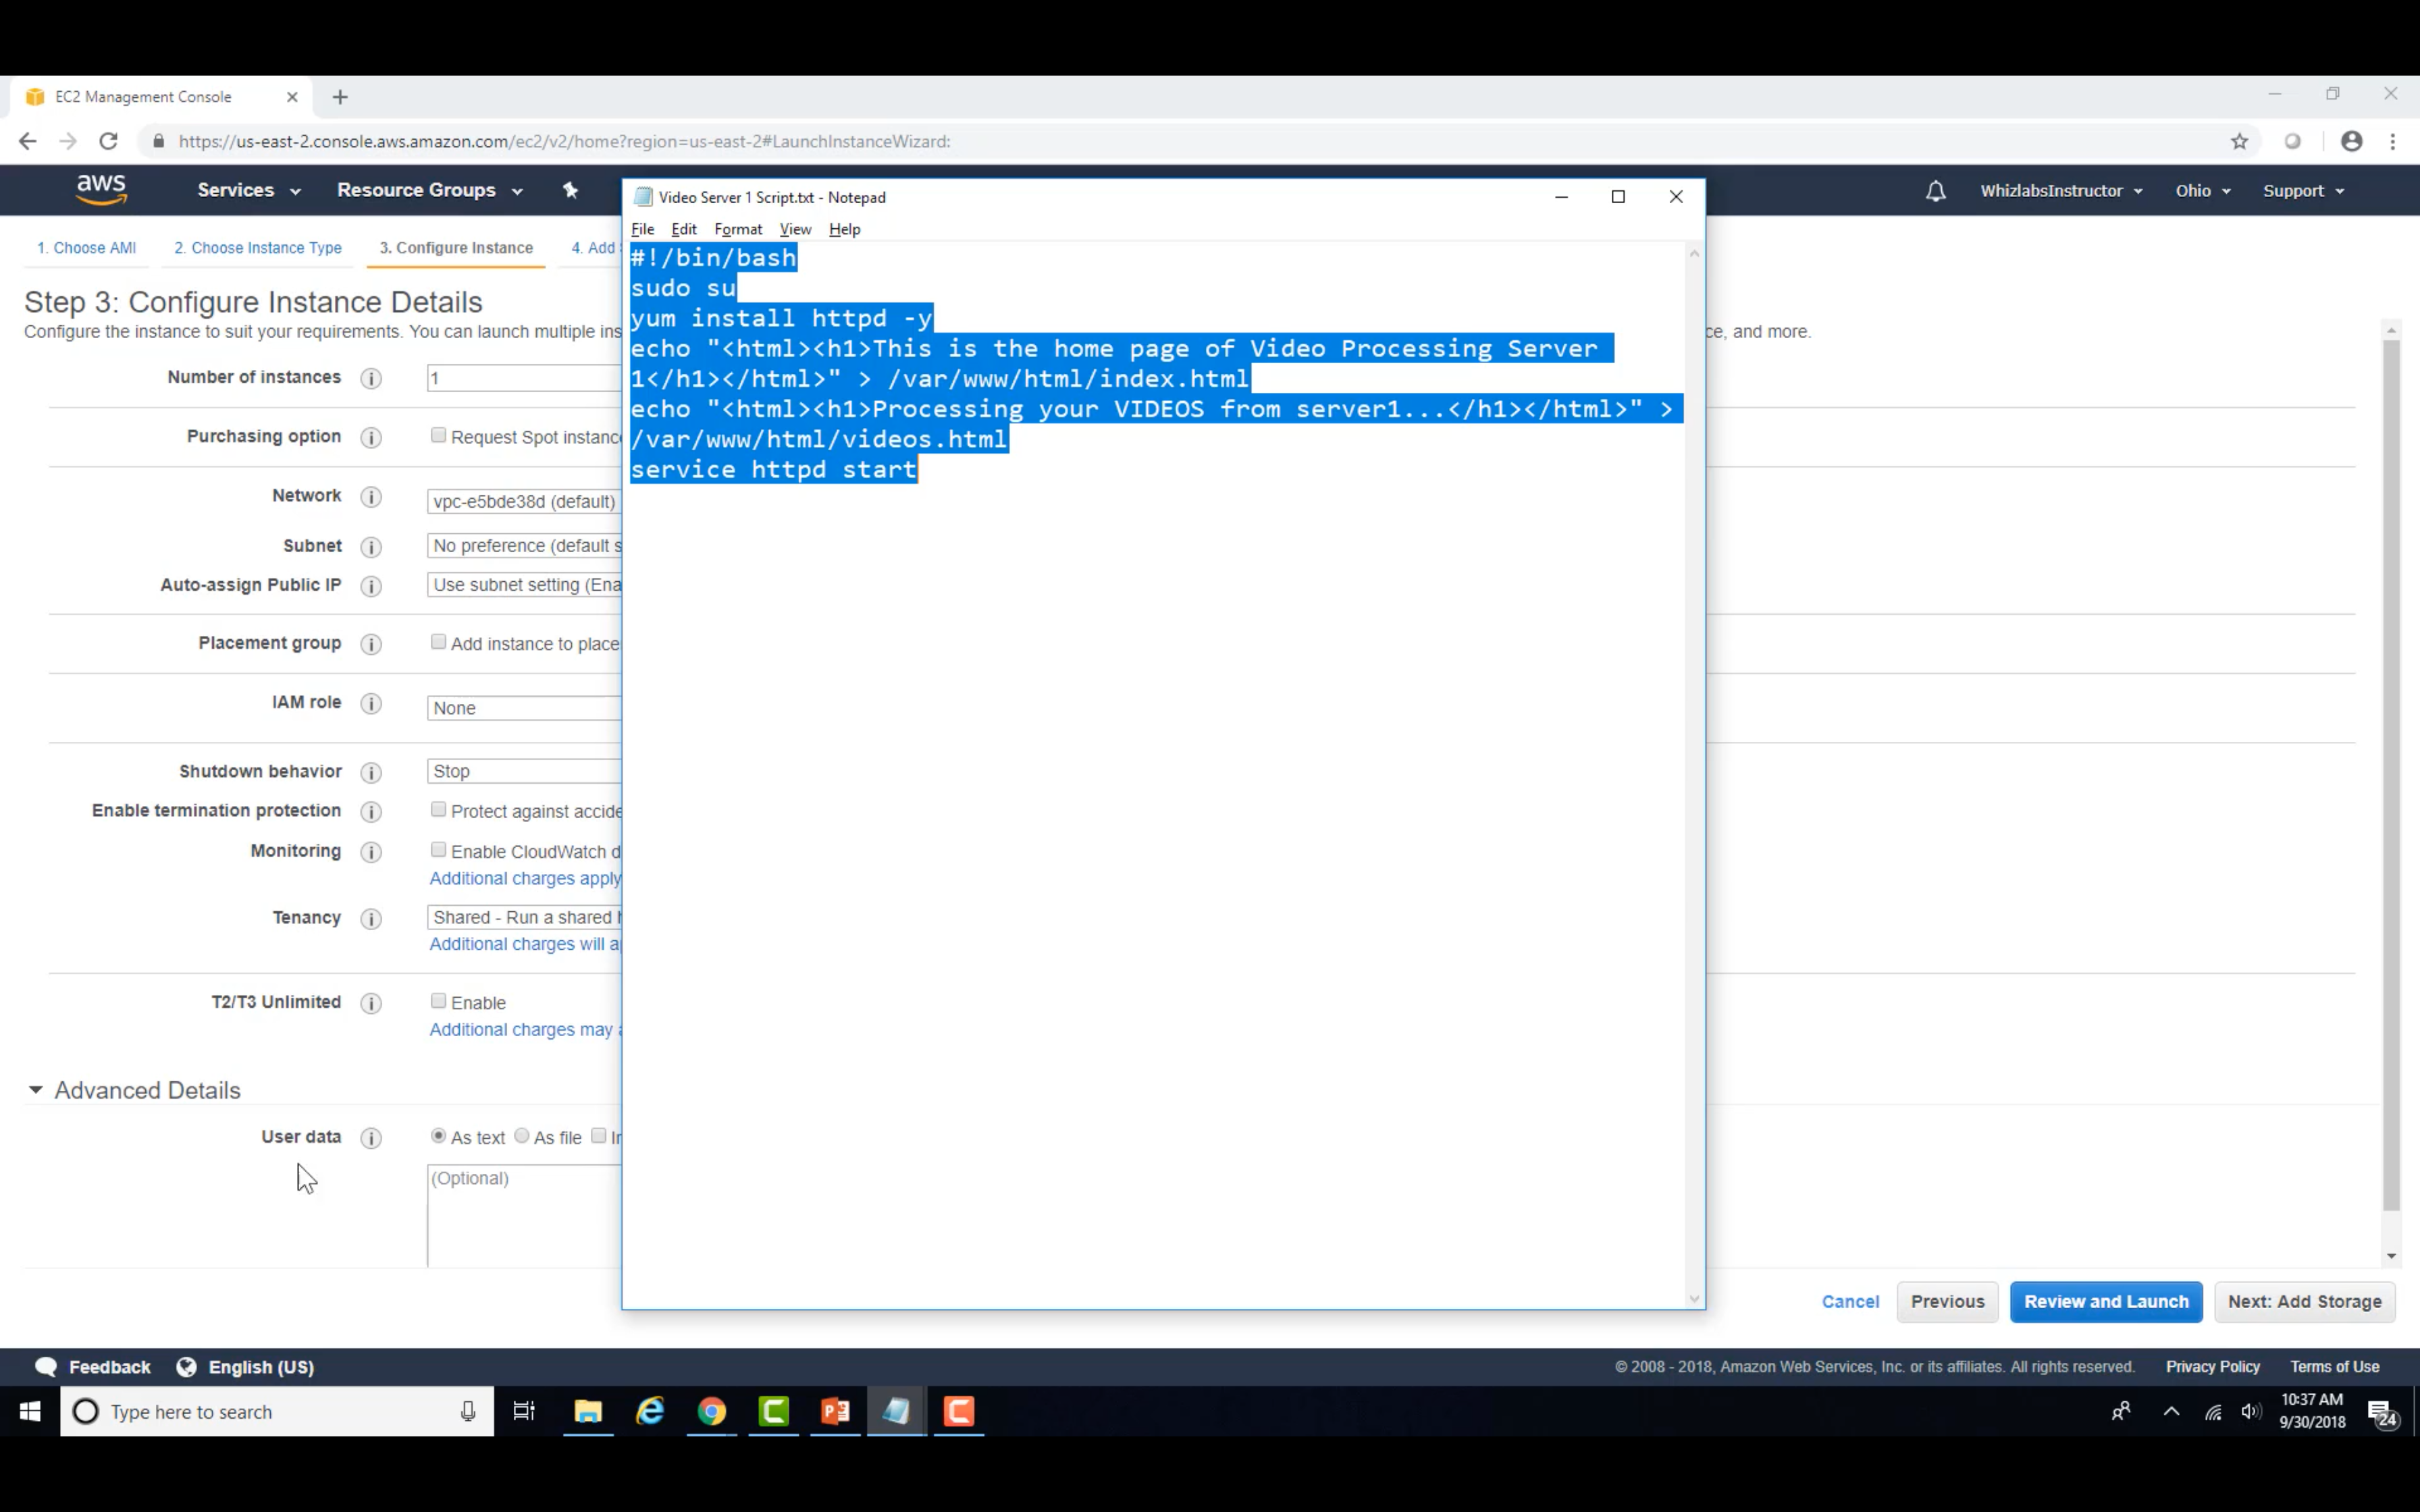 EC2 Management Console
https://us-east-2.console.aws.amazon.com/ec2/v2/home?region=us-east-2#LaunchInstanceWizard:
aws Services Resource Groups WhizlabsInstructor Ohio Support
Video Server 1 Script.txt - Notepad
File Edit Format View Help
#!/bin/bash
sudo su
yum install httpd -y
echo "<html><h1>This is the home page of Video Processing Server
1</h1></html>" > /var/www/html/index.html
echo "<html><h1>Processing your VIDEOS from server1...</h1></html>" >
/var/www/html/videos.html
service httpd start
1. Choose AMI 2. Choose Instance Type 3. Configure Instance 4. Add
Step 3: Configure Instance Details
Configure the instance to suit your requirements. You can launch multiple ins
ce, and more.
Number of instances 1
Purchasing option Request Spot instanc
Network vpc-e5bde38d (default)
Subnet No preference (default s
Auto-assign Public IP Use subnet setting (Ena
Placement group Add instance to place
IAM role None
Shutdown behavior Stop
Enable termination protection Protect against accide
Monitoring Enable CloudWatch d
Additional charges apply
Tenancy Shared - Run a shared h
Additional charges will a
T2/T3 Unlimited Enable
Additional charges may a
Advanced Details
User data As text As file In
(Optional)
Cancel Previous Review and Launch Next: Add Storage
Feedback English (US) © 2008 - 2018, Amazon Web Services, Inc. or its affiliates. All rights reserved. Privacy Policy Terms of Use
Type here to search
10:37 AM
9/30/2018
24